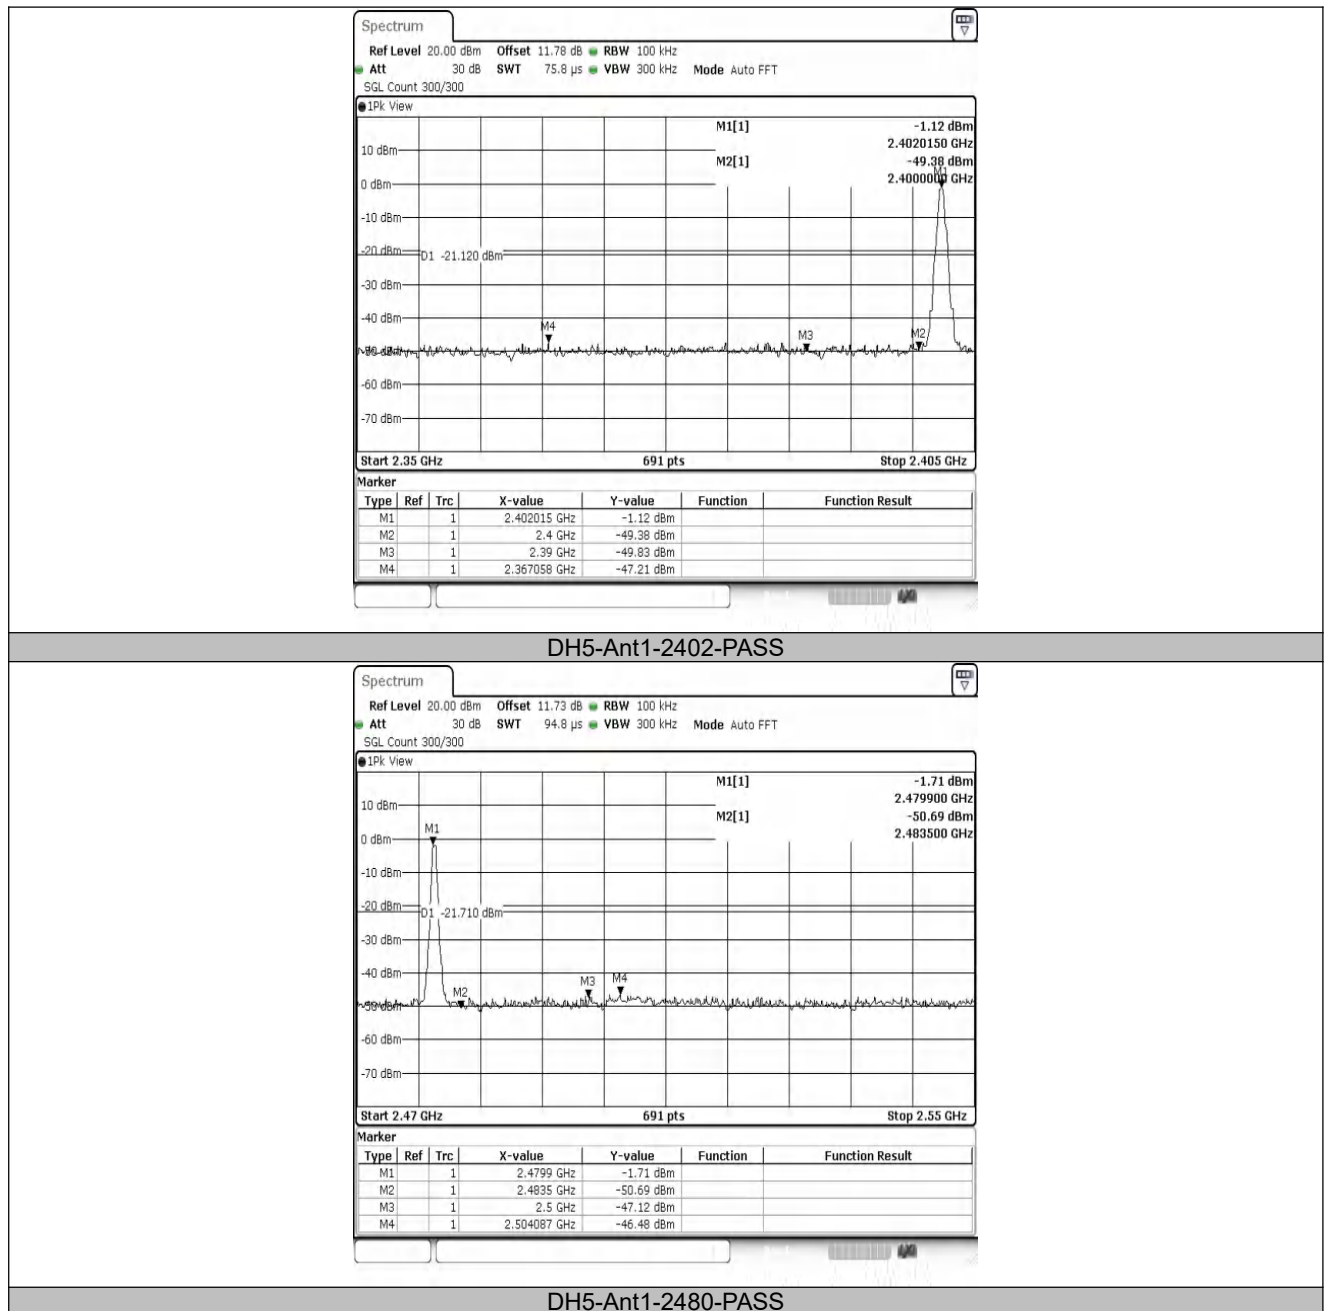 Spectrum
Ref Level 20.00 dBm Offset 11.78 dB RBW 100 kHz
Att 30 dB SWT 75.8 µs VBW 300 kHz Mode Auto FFT
SGL Count 300/300
1Pk View
M1[1] -1.12 dBm
2.4020150 GHz
10 dBm
M2[1] -49.38 dBm
2.4000000 GHz
M1
0 dBm
-10 dBm
-20 dBm
D1 -21.120 dBm
-30 dBm
-40 dBm
M4 M3 M2
-50 dBm
-60 dBm
-70 dBm
Start 2.35 GHz 691 pts Stop 2.405 GHz
Marker
Type Ref Trc X-value Y-value Function Function Result
M1 1 2.402015 GHz -1.12 dBm
M2 1 2.4 GHz -49.38 dBm
M3 1 2.39 GHz -49.83 dBm
M4 1 2.367058 GHz -47.21 dBm
DH5-Ant1-2402-PASS
Spectrum
Ref Level 20.00 dBm Offset 11.73 dB RBW 100 kHz
Att 30 dB SWT 94.8 µs VBW 300 kHz Mode Auto FFT
SGL Count 300/300
1Pk View
M1[1] -1.71 dBm
2.479900 GHz
10 dBm
M2[1] -50.69 dBm
2.483500 GHz
M1
0 dBm
-10 dBm
-20 dBm
D1 -21.710 dBm
-30 dBm
-40 dBm
M2 M3 M4
-50 dBm
-60 dBm
-70 dBm
Start 2.47 GHz 691 pts Stop 2.55 GHz
Marker
Type Ref Trc X-value Y-value Function Function Result
M1 1 2.4799 GHz -1.71 dBm
M2 1 2.4835 GHz -50.69 dBm
M3 1 2.5 GHz -47.12 dBm
M4 1 2.504087 GHz -46.48 dBm
DH5-Ant1-2480-PASS